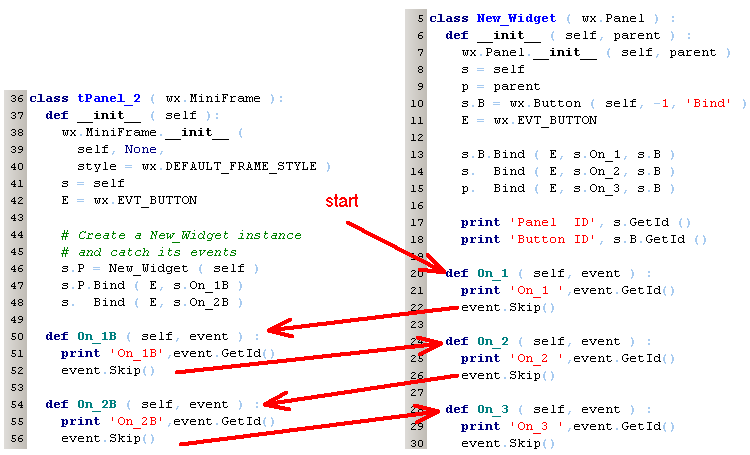 36 class tPanel_2 ( wx.MiniFrame ):
37 def __init__ ( self ) :
38 wx.MiniFrame.__init__ (
39 self, None,
40 style = wx.DEFAULT_FRAME_STYLE )
41 s = self
42 E = wx.EVT_BUTTON
43
44 # Create a New_Widget instance
45 # and catch its events
46 s.P = New_Widget ( self )
47 s.P.Bind ( E, s.On_1B )
48 s. Bind ( E, s.On_2B )
49
50 def On_1B ( self, event ) :
51 print 'On_1B',event.GetId()
52 event.Skip()
53
54 def On_2B ( self, event ) :
55 print 'On_2B',event.GetId()
56 event.Skip()
start
5 class New_Widget ( wx.Panel ) :
6 def __init__ ( self, parent ) :
7 wx.Panel.__init__ ( self, parent )
8 s = self
9 p = parent
10 s.B = wx.Button ( self, -1, 'Bind' )
11 E = wx.EVT_BUTTON
12
13 s.B.Bind ( E, s.On_1, s.B )
14 s. Bind ( E, s.On_2, s.B )
15 p. Bind ( E, s.On_3, s.B )
16
17 print 'Panel ID', s.GetId ()
18 print 'Button ID', s.B.GetId ()
19
20 def On_1 ( self, event ) :
21 print 'On_1 ',event.GetId()
22 event.Skip()
23
24 def On_2 ( self, event ) :
25 print 'On_2 ',event.GetId()
26 event.Skip()
27
28 def On_3 ( self, event ) :
29 print 'On_3 ',event.GetId()
30 event.Skip()